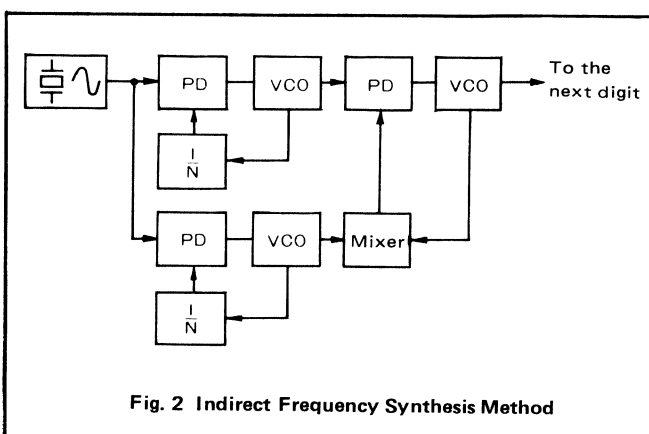 PD
VCO
PD
VCO
To the
next digit
1
N
PD
VCO
Mixer
1
N
Fig. 2 Indirect Frequency Synthesis Method